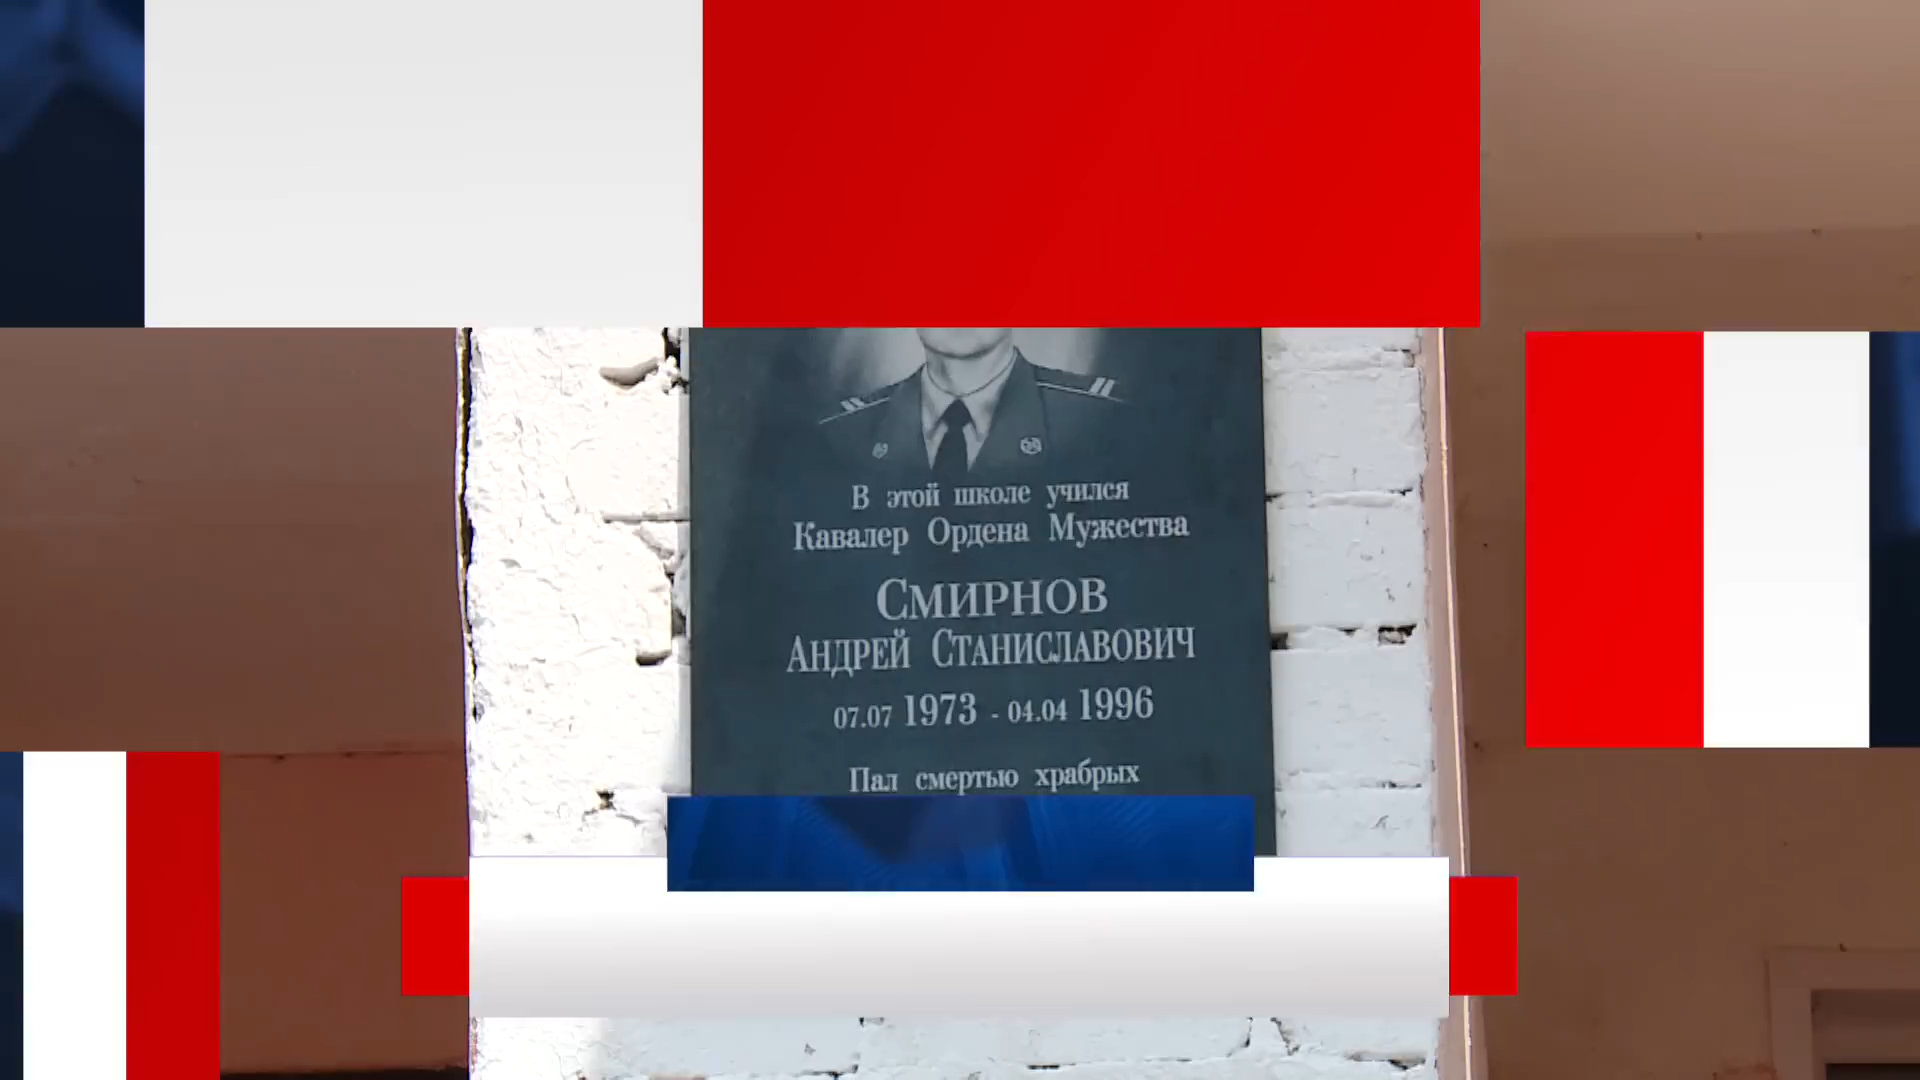 В этой школе учился
Кавалер Ордена Мужества
Смирнов
Андрей Станиславович
07.07 1973 - 04.04 1996
Пал смертью храбрых